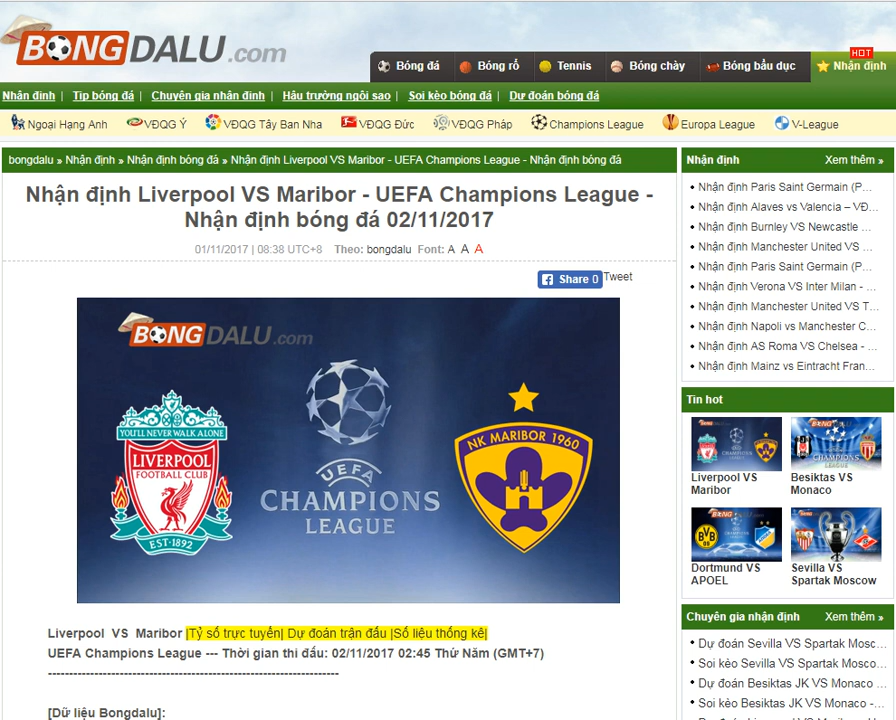 BONGDALU.com
Bóng đá Bóng rổ Tennis Bóng chày Bóng bầu dục HOT Nhận định
Nhận định | Tip bóng đá | Chuyên gia nhận định | Hậu trường ngôi sao | Soi kèo bóng đá | Dự đoán bóng đá
Ngoại Hạng Anh VĐQG Ý VĐQG Tây Ban Nha VĐQG Đức VĐQG Pháp Champions League Europa League V-League
bongdalu » Nhận định » Nhận định bóng đá » Nhận định Liverpool VS Maribor - UEFA Champions League - Nhận định bóng đá
Nhận định Liverpool VS Maribor - UEFA Champions League -
Nhận định bóng đá 02/11/2017
01/11/2017 | 08:38 UTC+8 Theo: bongdalu Font: A A A
Share 0 Tweet
BONGDALU.com
YOU'LL NEVER WALK ALONE
LIVERPOOL
FOOTBALL CLUB
EST·1892
UEFA
CHAMPIONS
LEAGUE
NK MARIBOR 1960
Liverpool VS Maribor |Tỷ số trực tuyến| Dự đoán trận đấu |Số liệu thống kê|
UEFA Champions League --- Thời gian thi đấu: 02/11/2017 02:45 Thứ Năm (GMT+7)
----------------------------------------------------------------------
[Dữ liệu Bongdalu]:
Nhận định Xem thêm »
Nhận định Paris Saint Germain (P...
Nhận định Alaves vs Valencia – VĐ...
Nhận định Burnley VS Newcastle ...
Nhận định Manchester United VS ...
Nhận định Paris Saint Germain (P...
Nhận định Verona VS Inter Milan - ...
Nhận định Manchester United VS T...
Nhận định Napoli vs Manchester C...
Nhận định AS Roma VS Chelsea - ...
Nhận định Mainz vs Eintracht Fran...
Tin hot
Liverpool VS
Maribor
Besiktas VS
Monaco
Dortmund VS
APOEL
Sevilla VS
Spartak Moscow
Chuyên gia nhận định Xem thêm »
Dự đoán Sevilla VS Spartak Mosc...
Soi kèo Sevilla VS Spartak Mosco...
Dự đoán Besiktas JK VS Monaco ...
Soi kèo Besiktas JK VS Monaco -...